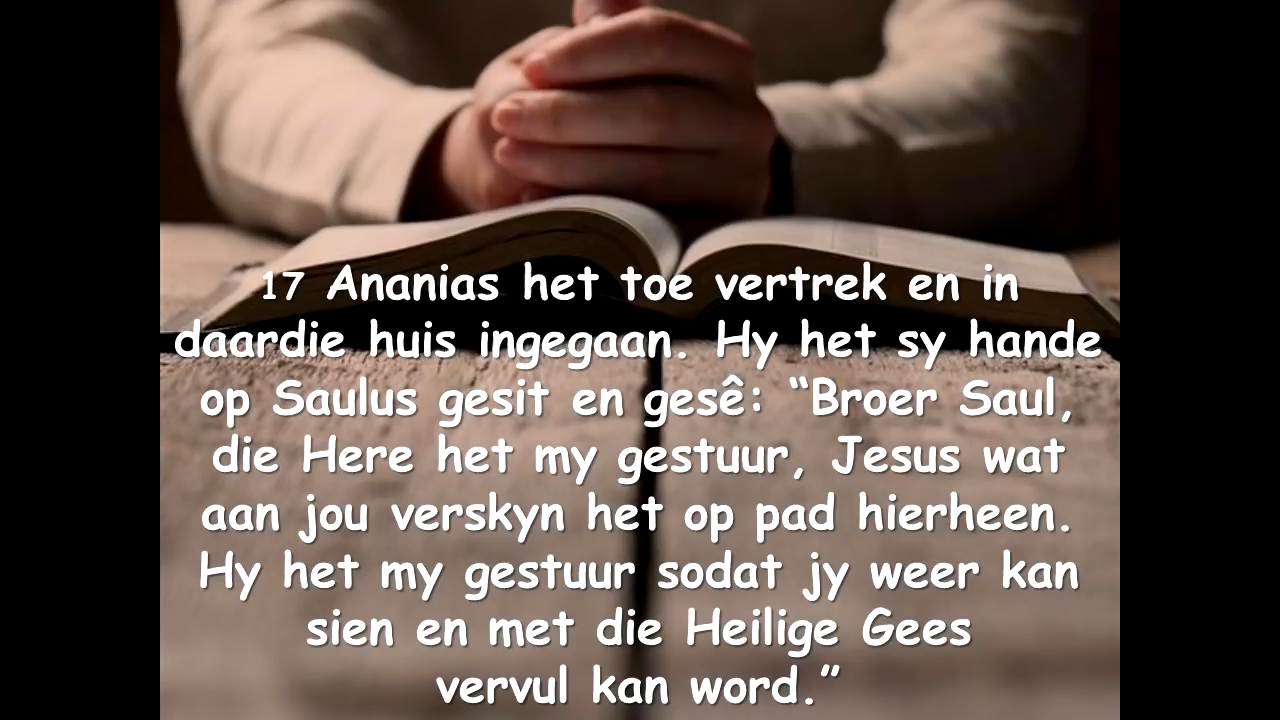 17 Ananias het toe vertrek en in
daardie huis ingegaan. Hy het sy hande
op Saulus gesit en gesê: “Broer Saul,
die Here het my gestuur, Jesus wat
aan jou verskyn het op pad hierheen.
Hy het my gestuur sodat jy weer kan
sien en met die Heilige Gees
vervul kan word.”